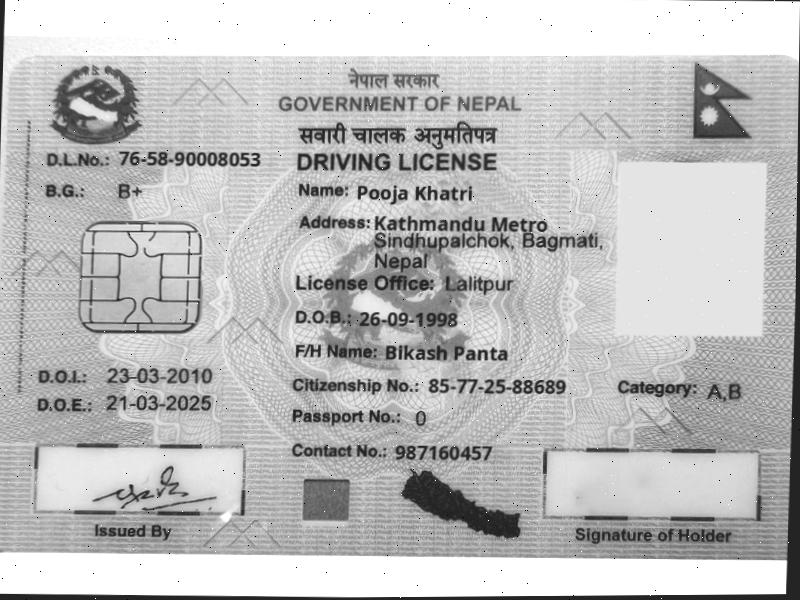 नेपाल सरकार
GOVERNMENT OF NEPAL
सवारी चालक अनुमतिपत्र
DRIVING LICENSE
D.L.No.: 76-58-90008053
B.G.: B+
Name: Pooja Khatri
Address: Kathmandu Metro
Sindhupalchok, Bagmati,
Nepal
License Office: Lalitpur
D.O.B.: 26-09-1998
F/H Name: Bikash Panta
D.O.I.: 23-03-2010
Citizenship No.: 85-77-25-88689
Category: A,B
D.O.E.: 21-03-2025
Passport No.: 0
Contact No.: 987160457
Issued By
Signature of Holder